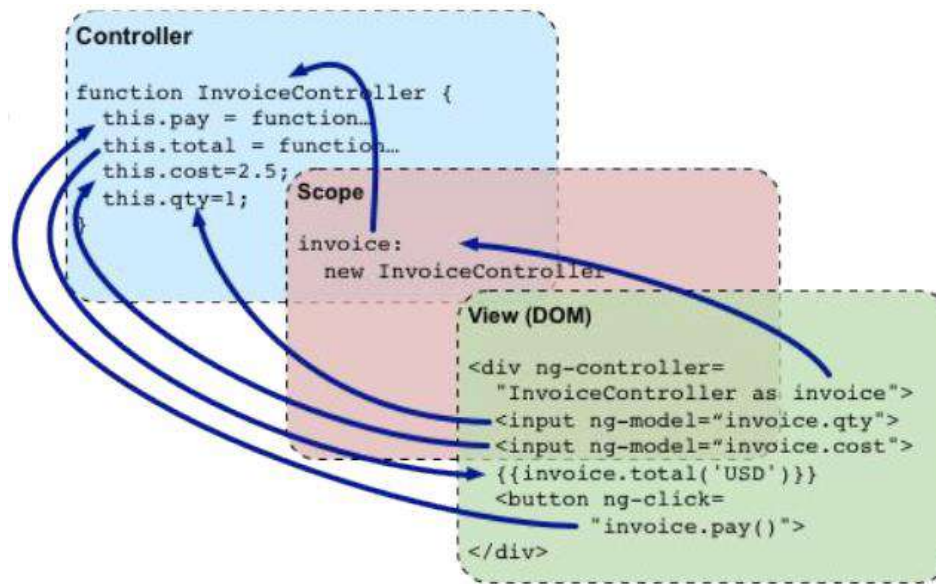 Controller
function InvoiceController {
this.pay = function…
this.total = function…
this.cost=2.5;
this.qty=1;
}
Scope
invoice:
new InvoiceController
View (DOM)
<div ng-controller=
"InvoiceController as invoice">
<input ng-model=“invoice.qty">
<input ng-model=“invoice.cost">
{{invoice.total('USD')}}
<button ng-click=
"invoice.pay()">
</div>